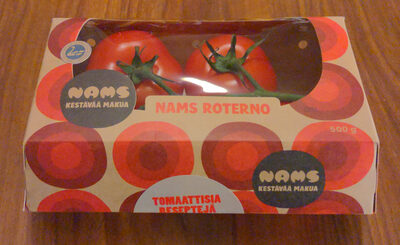 NAMS
KESTÄVÄÄ MAKUA
NAMS ROTERNO
500 g
NAMS
KESTÄVÄÄ MAKUA
TOMAATTISIA
RESEPTEJÄ